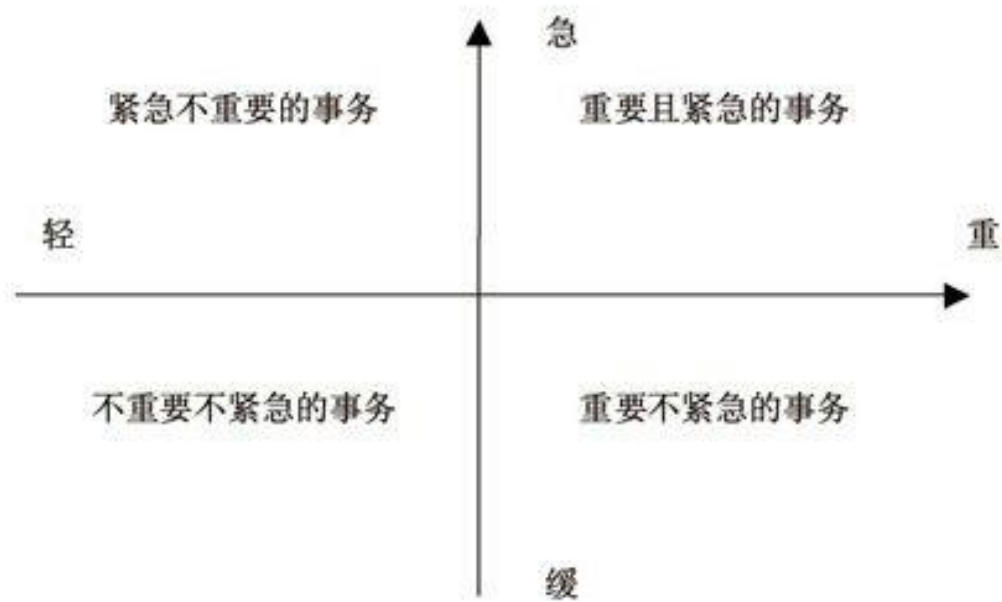 急
紧急不重要的事务
重要且紧急的事务
轻
重
不重要不紧急的事务
重要不紧急的事务
缓